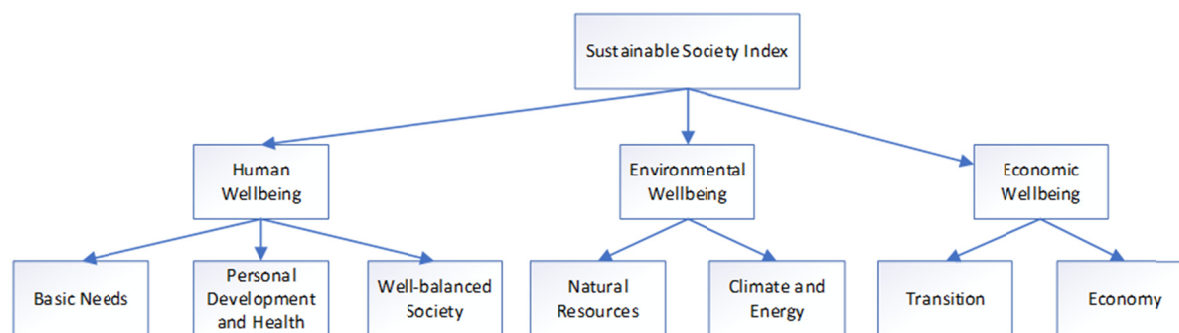 Sustainable Society Index
Human
Wellbeing
Environmental
Wellbeing
Economic
Wellbeing
Basic Needs
Personal
Development
and Health
Well-balanced
Society
Natural
Resources
Climate and
Energy
Transition
Economy